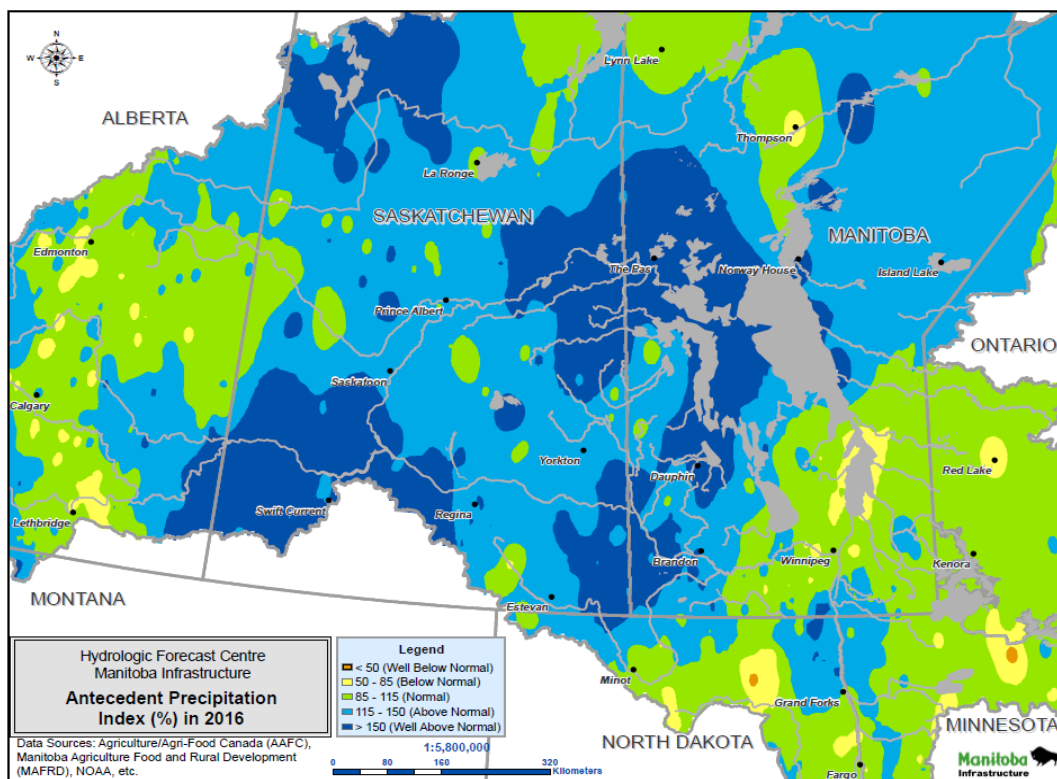 N
W E
S
ALBERTA
Lynn Lake
Thompson
La Ronge
SASKATCHEWAN
MANITOBA
Edmonton
The Pas
Norway House
Island Lake
Prince Albert
ONTARIO
Saskatoon
Calgary
Yorkton
Dauphin
Red Lake
Lethbridge
Swift Current
Regina
Brandon
Winnipeg
Kenora
MONTANA
Estevan
Minot
Grand Forks
NORTH DAKOTA
MINNESOTA
Fargo
Hydrologic Forecast Centre
Manitoba Infrastructure
Antecedent Precipitation
Index (%) in 2016
Data Sources: Agriculture/Agri-Food Canada (AAFC),
Manitoba Agriculture Food and Rural Development
(MAFRD), NOAA, etc.
Legend
< 50 (Well Below Normal)
50 - 85 (Below Normal)
85 - 115 (Normal)
115 - 150 (Above Normal)
> 150 (Well Above Normal)
1:5,800,000
0 80 160 320
Kilometers
Manitoba
Infrastructure